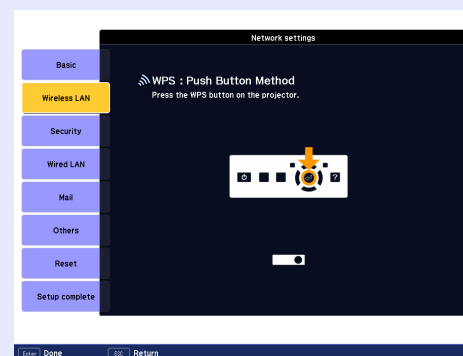 Network settings
Basic
Wireless LAN
Security
Wired LAN
Mail
Others
Reset
Setup complete
WPS : Push Button Method
Press the WPS button on the projector.
?
Enter Done
ESC Return